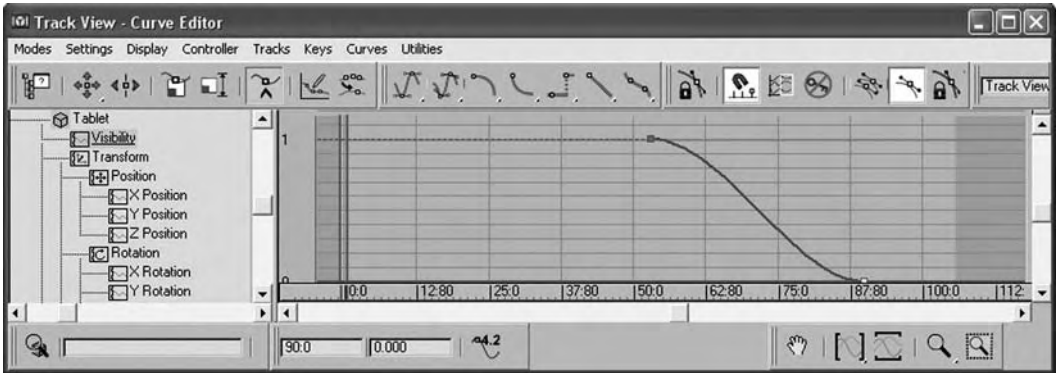 Track View - Curve Editor
Modes Settings Display Controller Tracks Keys Curves Utilities
Track View
Tablet
Visibility
Transform
Position
X Position
Y Position
Z Position
Rotation
X Rotation
Y Rotation
1
0
0:0 12:80 25:0 37:80 50:0 62:80 75:0 87:80 100:0 112:
90:0 0.000 4.2